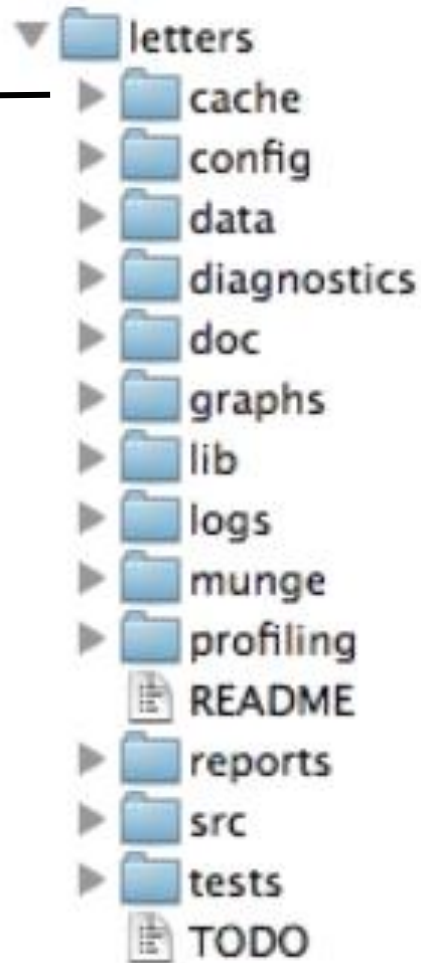 letters
cache
config
data
diagnostics
doc
graphs
lib
logs
munge
profiling
README
reports
src
tests
TODO